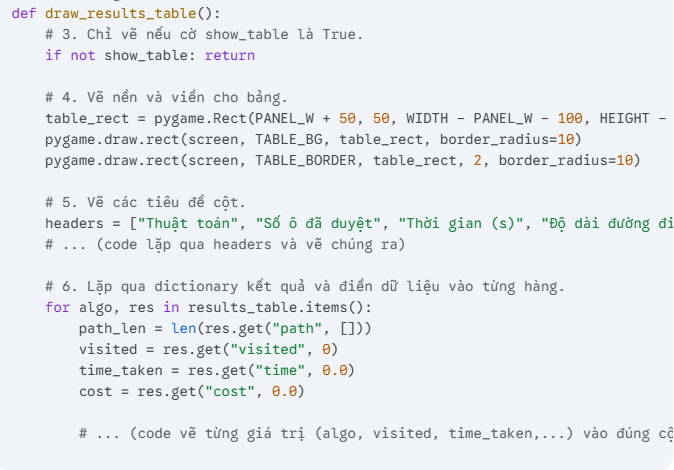 def draw_results_table():
    # 3. Chỉ vẽ nếu cờ show_table là True.
    if not show_table: return
    # 4. Vẽ nền và viền cho bảng.
    table_rect = pygame.Rect(PANEL_W + 50, 50, WIDTH - PANEL_W - 100, HEIGHT -
    pygame.draw.rect(screen, TABLE_BG, table_rect, border_radius=10)
    pygame.draw.rect(screen, TABLE_BORDER, table_rect, 2, border_radius=10)
    # 5. Vẽ các tiêu đề cột.
    headers = ["Thuật toán", "Số ô đã duyệt", "Thời gian (s)", "Độ dài đường đi
    # ... (code lặp qua headers và vẽ chúng ra)
    # 6. Lặp qua dictionary kết quả và điền dữ liệu vào từng hàng.
    for algo, res in results_table.items():
        path_len = len(res.get("path", []))
        visited = res.get("visited", 0)
        time_taken = res.get("time", 0.0)
        cost = res.get("cost", 0.0)
        # ... (code vẽ từng giá trị (algo, visited, time_taken,...) vào đúng